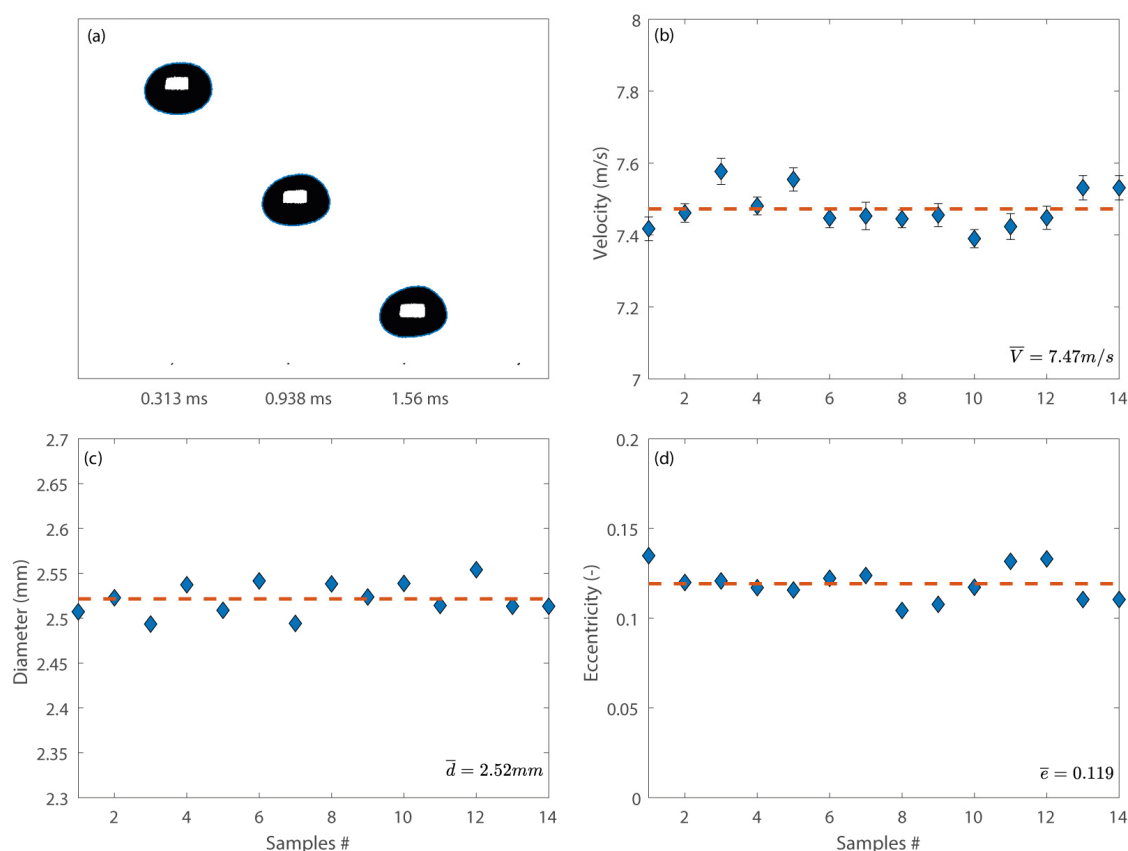 (a)
0.313 ms 0.938 ms 1.56 ms
(b)
8
7.8
7.6
7.4
7.2
7
Velocity (m/s)
V̅ = 7.47m/s
2 4 6 8 10 12 14
(c)
2.7
2.65
2.6
2.55
2.5
2.45
2.4
2.35
2.3
Diameter (mm)
d̅ = 2.52mm
2 4 6 8 10 12 14
Samples #
(d)
0.2
0.15
0.1
0.05
0
Eccentricity (-)
e̅ = 0.119
2 4 6 8 10 12 14
Samples #